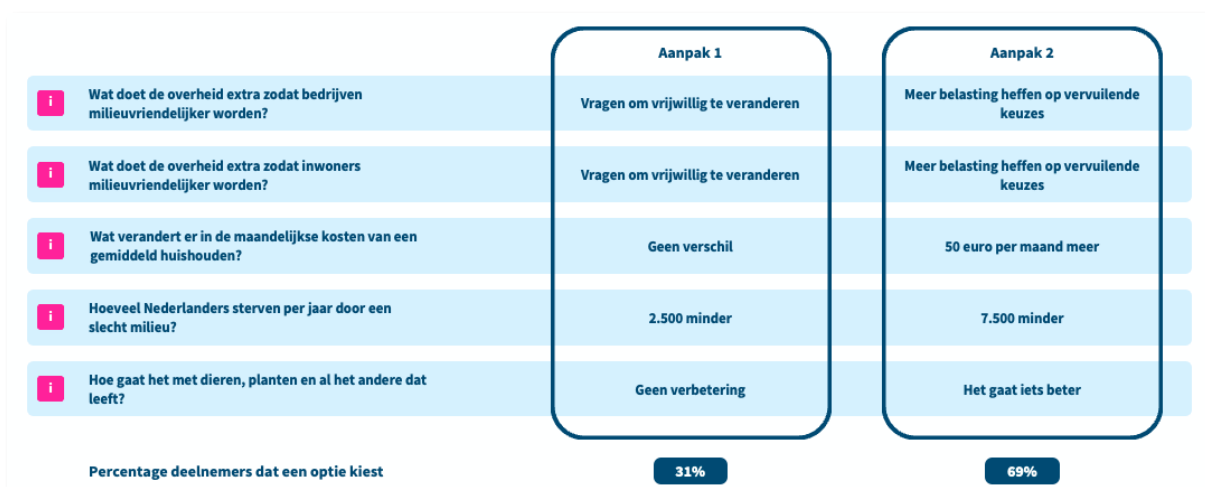 Aanpak 1
Aanpak 2
i
Wat doet de overheid extra zodat bedrijven
milieuvriendelijker worden?
Vragen om vrijwillig te veranderen
Meer belasting heffen op vervuilende
keuzes
i
Wat doet de overheid extra zodat inwoners
milieuvriendelijker worden?
Vragen om vrijwillig te veranderen
Meer belasting heffen op vervuilende
keuzes
i
Wat verandert er in de maandelijkse kosten van een
gemiddeld huishouden?
Geen verschil
50 euro per maand meer
i
Hoeveel Nederlanders sterven per jaar door een
slecht milieu?
2.500 minder
7.500 minder
i
Hoe gaat het met dieren, planten en al het andere dat
leeft?
Geen verbetering
Het gaat iets beter
Percentage deelnemers dat een optie kiest
31%
69%